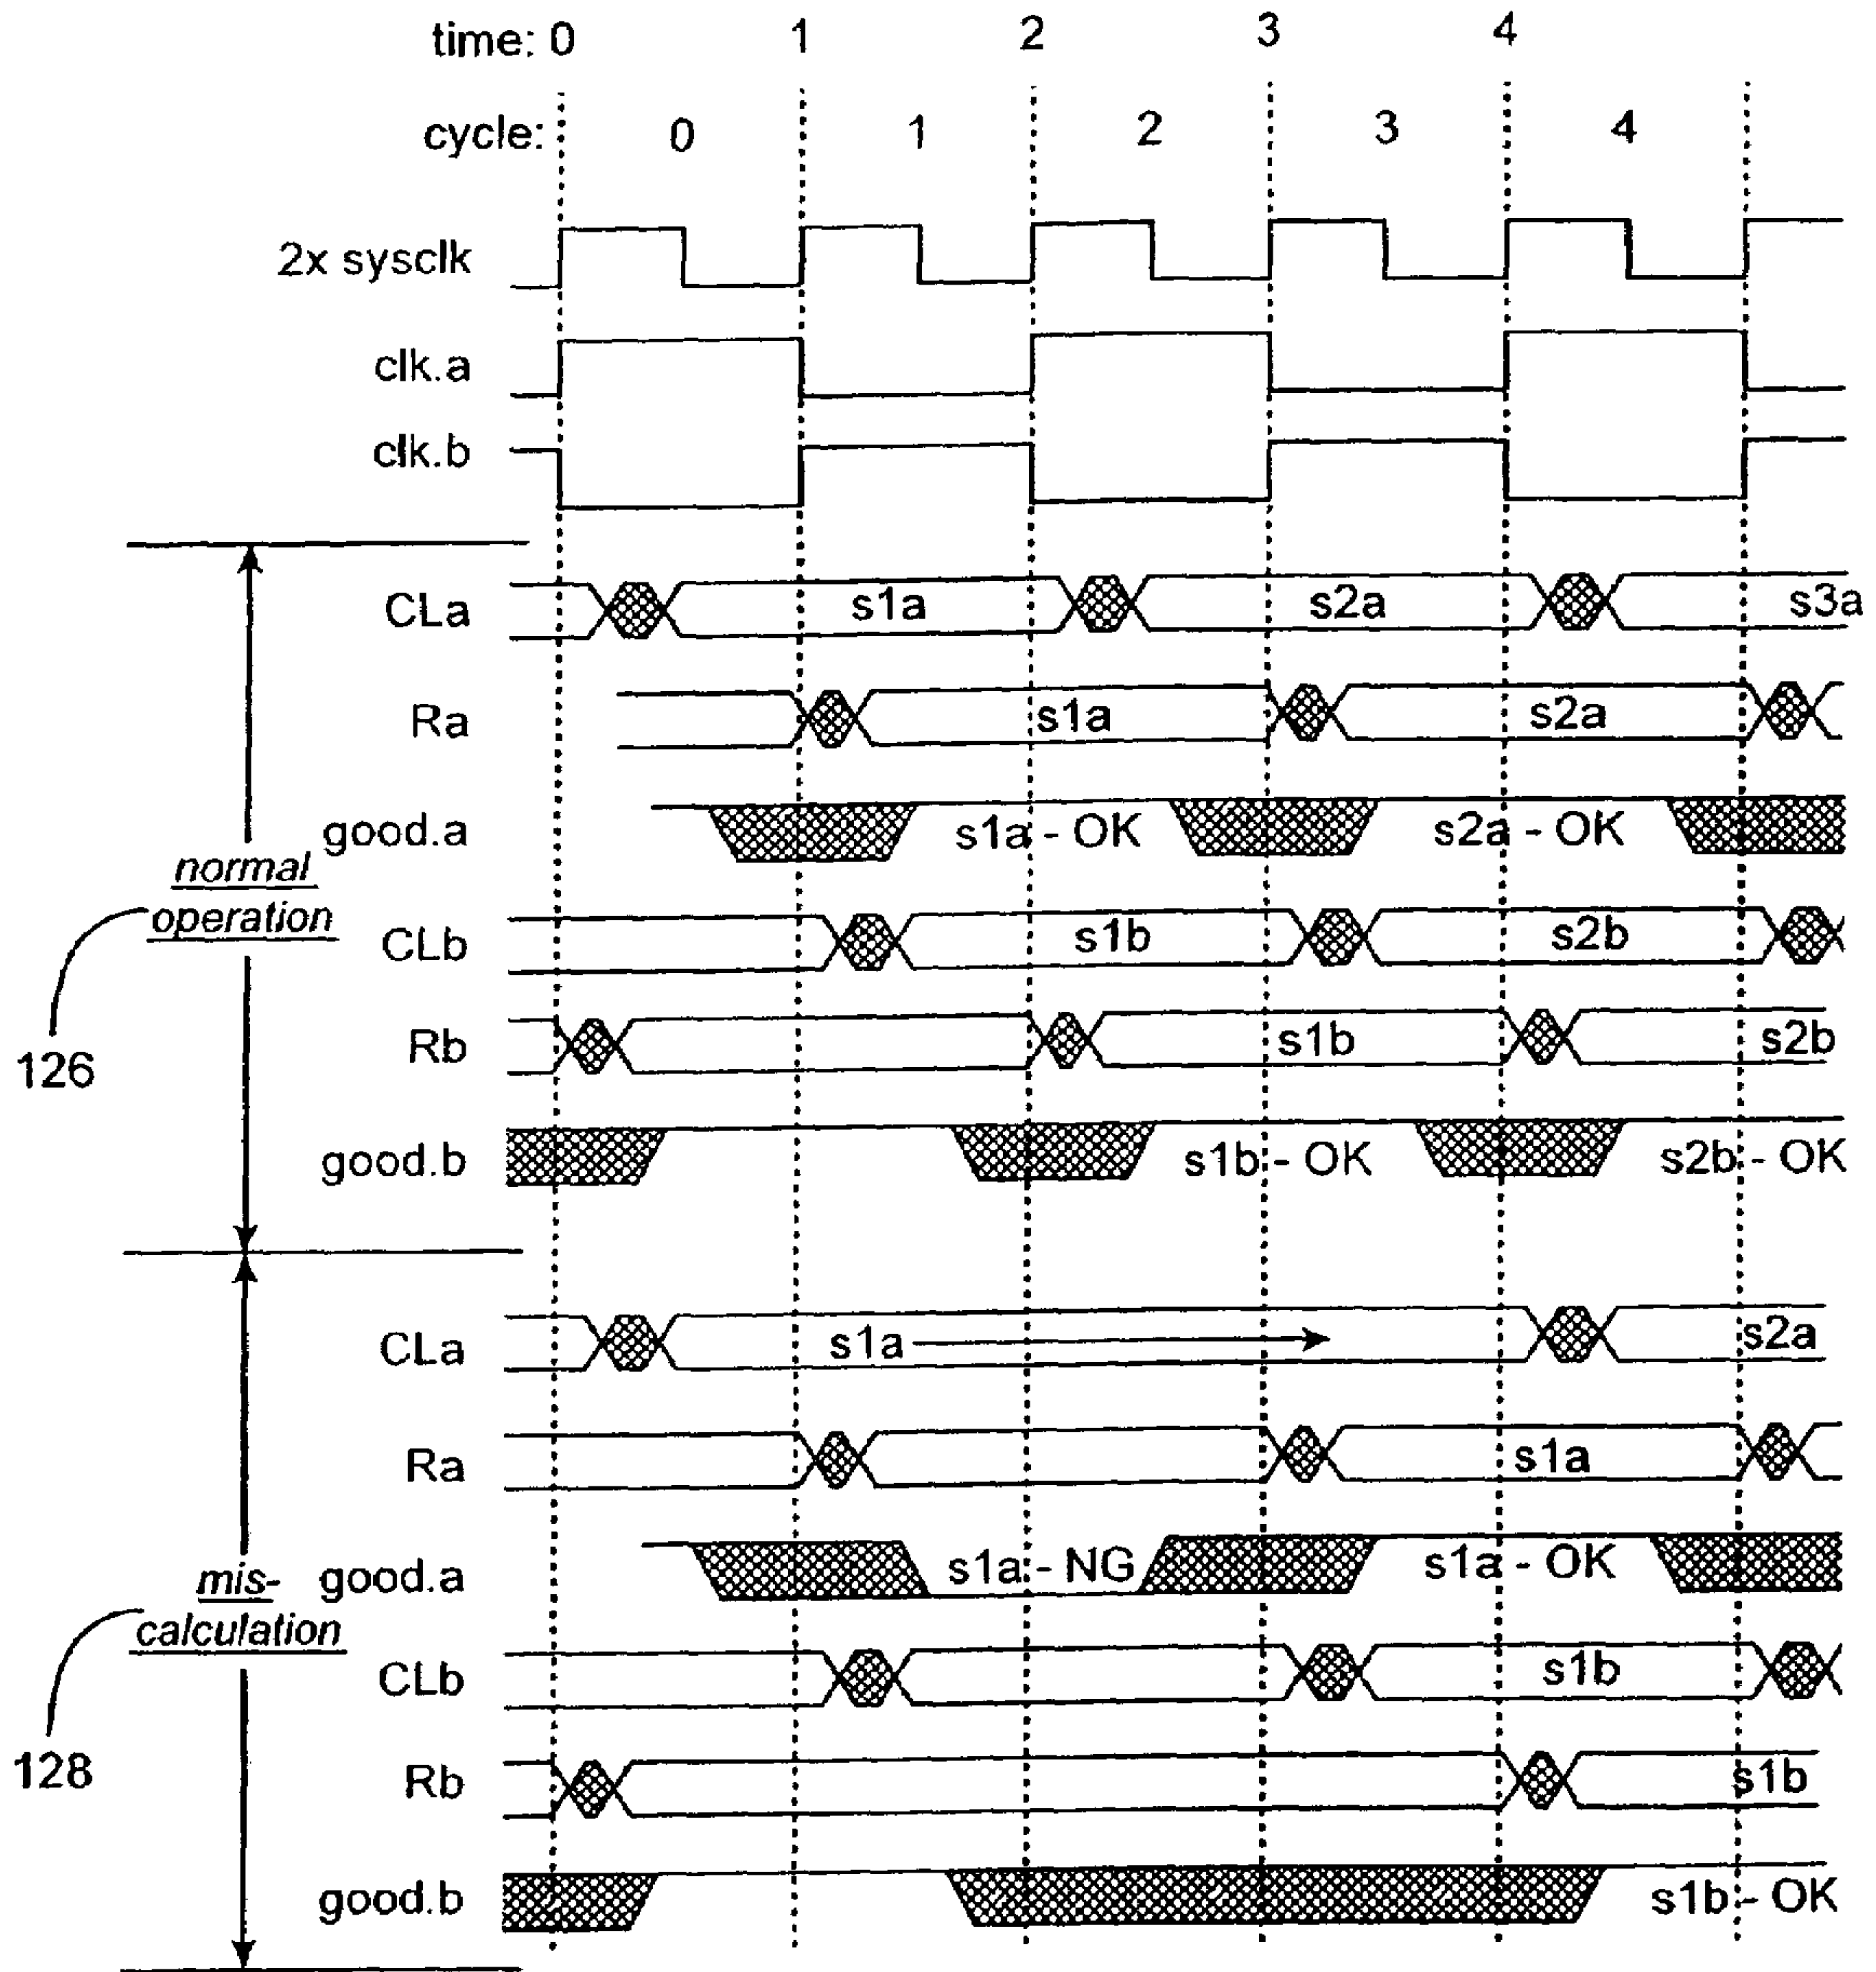 time: 0 1 2 3 4
cycle: 0 1 2 3 4
2x sysclk
clk.a
clk.b
CLa s1a s2a s3a
Ra s1a s2a
good.a s1a - OK s2a - OK
normal
operation
CLb s1b s2b
Rb s1b s2b
126
good.b s1b - OK s2b - OK
CLa s1a s2a
Ra s1a
good.a s1a - NG s1a - OK
mis-
calculation
CLb s1b
128
Rb s1b
good.b s1b - OK